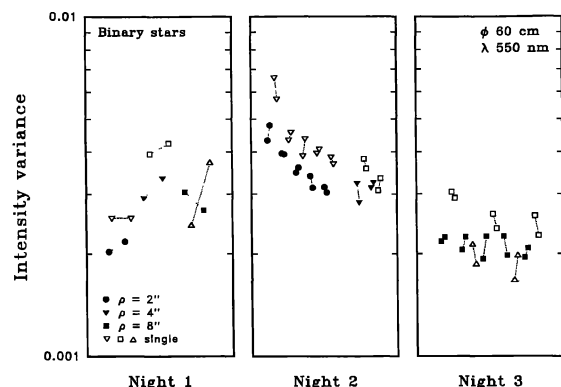 0.01
Binary stars
φ 60 cm
λ 550 nm
Intensity variance
● ρ = 2"
▼ ρ = 4"
■ ρ = 8"
▽ □ △ single
0.001
Night 1
Night 2
Night 3